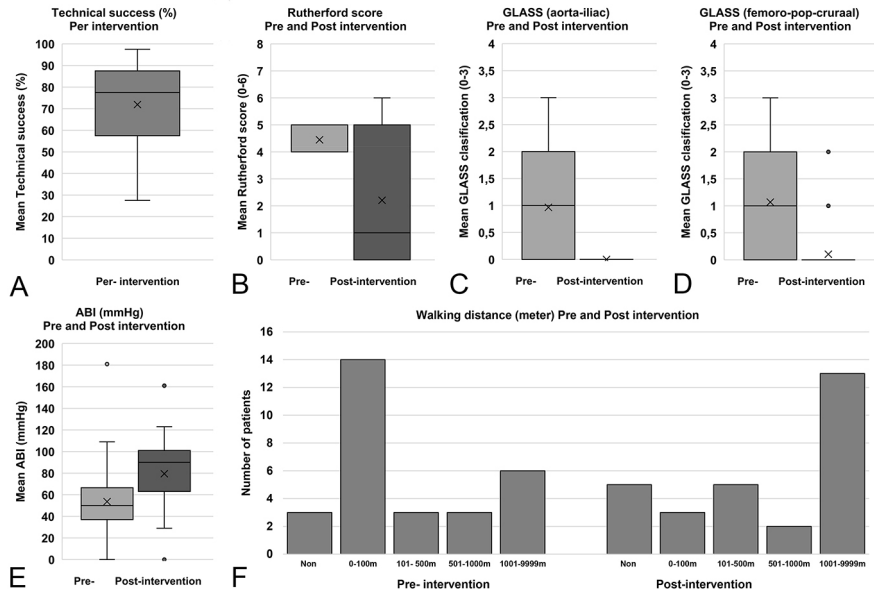 Technical success (%)
Per intervention
Mean Technical success (%)
100
90
80
70
60
50
40
30
20
10
0
Per- intervention
A
Rutherford score
Pre and Post intervention
Mean Rutherford score (0-6)
8
7
6
5
4
3
2
1
0
Pre- Post-intervention
B
GLASS (aorta-iliac)
Pre and Post intervention
Mean GLASS clasification (0-3)
4
3,5
3
2,5
2
1,5
1
0,5
0
Pre- Post-intervention
C
GLASS (femoro-pop-cruraal)
Pre and Post intervention
Mean GLASS clasification (0-3)
4
3,5
3
2,5
2
1,5
1
0,5
0
Pre- Post-intervention
D
ABI (mmHg)
Pre and Post intervention
Mean ABI (mmHg)
200
180
160
140
120
100
80
60
40
20
0
Pre- Post-intervention
E
Walking distance (meter) Pre and Post intervention
Number of patients
16
14
12
10
8
6
4
2
0
Non 0-100m 101- 500m 501-1000m 1001-9999m Non 0-100m 101-500m 501-1000m 1001-9999m
Pre- intervention Post-intervention
F